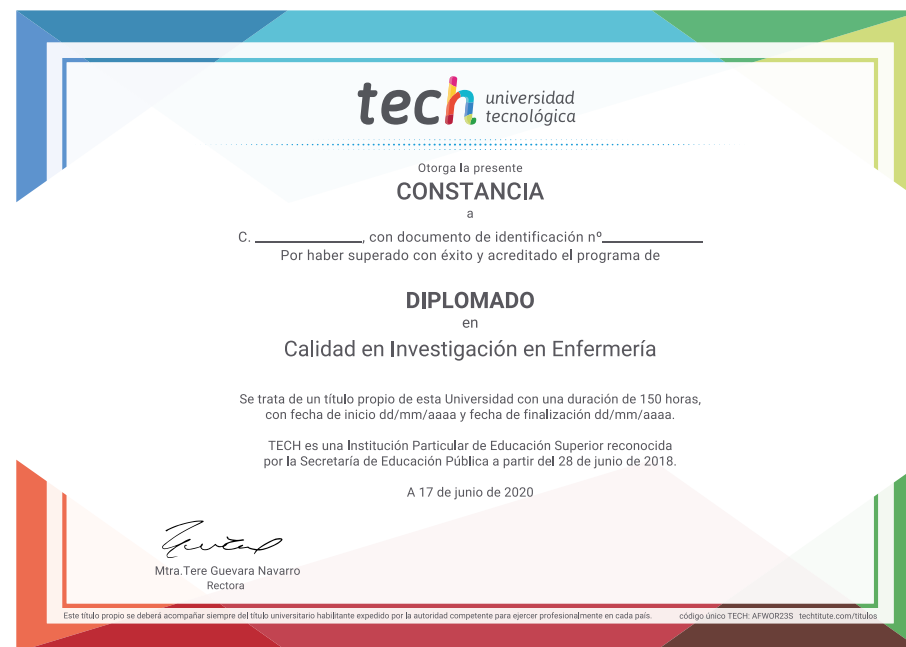 tech universidad
tecnológica
Otorga la presente
CONSTANCIA
a
C. ______________, con documento de identificación nº_____________
Por haber superado con éxito y acreditado el programa de
DIPLOMADO
en
Calidad en Investigación en Enfermería
Se trata de un título propio de esta Universidad con una duración de 150 horas,
con fecha de inicio dd/mm/aaaa y fecha de finalización dd/mm/aaaa.
TECH es una Institución Particular de Educación Superior reconocida
por la Secretaría de Educación Pública a partir del 28 de junio de 2018.
A 17 de junio de 2020
Mtra.Tere Guevara Navarro
Rectora
Este título propio se deberá acompañar siempre del título universitario habilitante expedido por la autoridad competente para ejercer profesionalmente en cada país. código único TECH: AFWOR23S techtitute.com/titulos